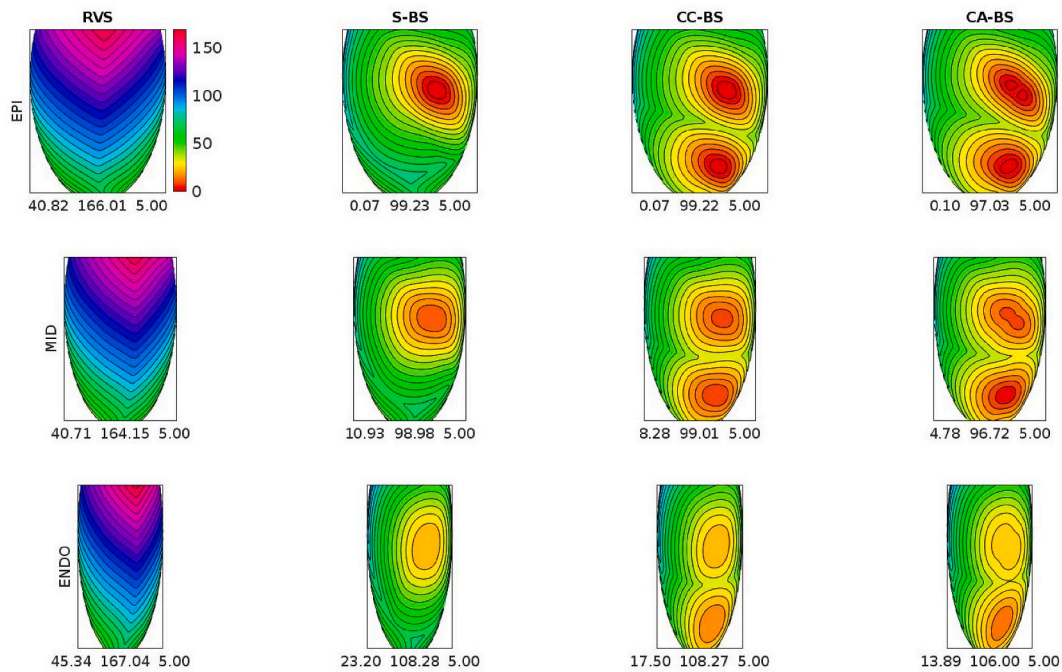 RVS S-BS CC-BS CA-BS
EPI
150
100
50
0
40.82 166.01 5.00 0.07 99.23 5.00 0.07 99.22 5.00 0.10 97.03 5.00
MID
40.71 164.15 5.00 10.93 98.98 5.00 8.28 99.01 5.00 4.78 96.72 5.00
ENDO
45.34 167.04 5.00 23.20 108.28 5.00 17.50 108.27 5.00 13.89 106.00 5.00